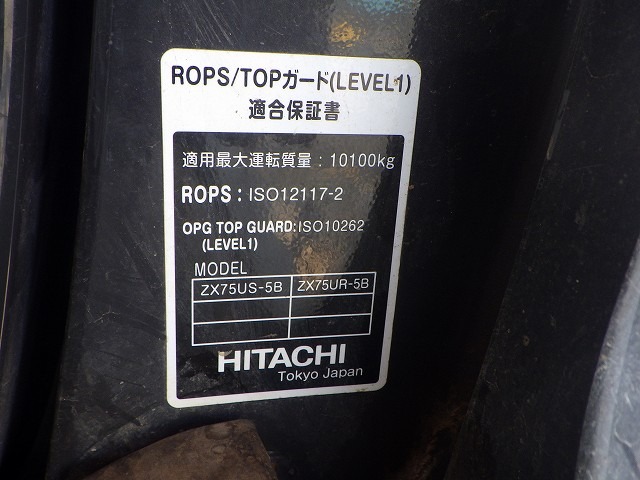 ROPS/TOPガード(LEVEL1)
適合保証書
適用最大運転質量：10100kg
ROPS：ISO12117-2
OPG TOP GUARD:ISO10262
(LEVEL1)
MODEL
ZX75US-5B ZX75UR-5B
HITACHI
Tokyo Japan